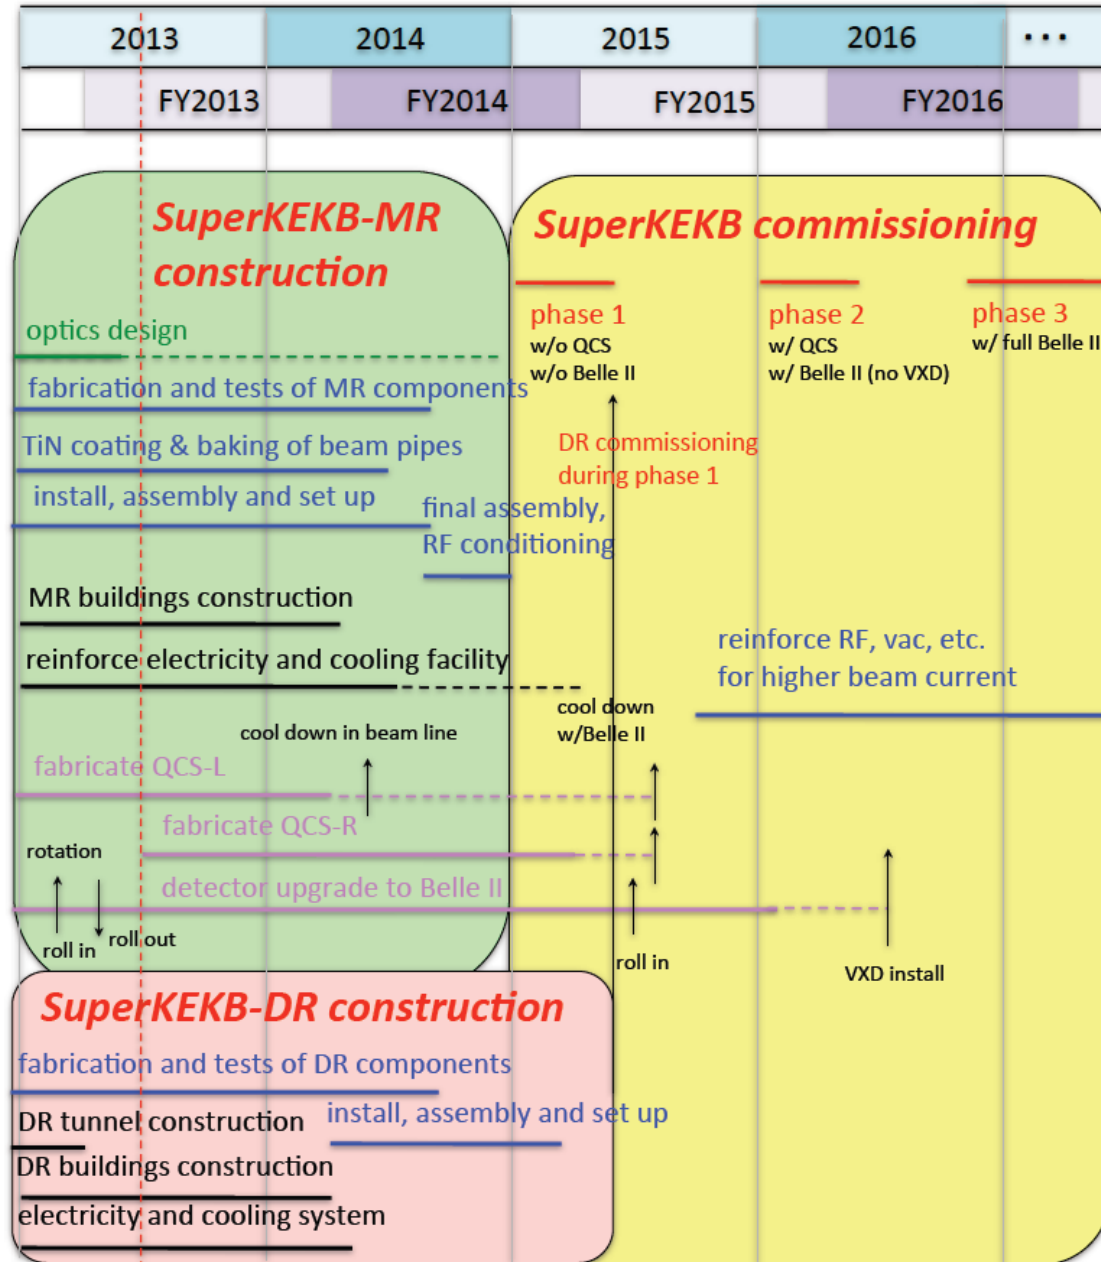 2013 2014 2015 2016 ...
FY2013 FY2014 FY2015 FY2016
SuperKEKB-MR
construction
optics design
fabrication and tests of MR components
TiN coating & baking of beam pipes
install, assembly and set up
final assembly,
RF conditioning
MR buildings construction
reinforce electricity and cooling facility
cool down in beam line
fabricate QCS-L
fabricate QCS-R
rotation
detector upgrade to Belle II
roll in
roll out
SuperKEKB commissioning
phase 1
w/o QCS
w/o Belle II
phase 2
w/ QCS
w/ Belle II (no VXD)
phase 3
w/ full Belle II
DR commissioning
during phase 1
reinforce RF, vac, etc.
for higher beam current
cool down
w/Belle II
roll in
VXD install
SuperKEKB-DR construction
fabrication and tests of DR components
DR tunnel construction
install, assembly and set up
DR buildings construction
electricity and cooling system